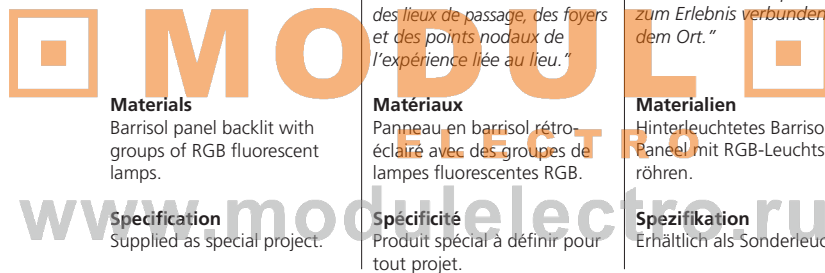 des lieux de passage, des foyers
et des points nodaux de
l'expérience liée au lieu."
zum Erlebnis verbunden
dem Ort."
MODUL
ELECTRO
www.modulelectro.ru
Materials
Barrisol panel backlit with
groups of RGB fluorescent
lamps.
Specification
Supplied as special project.
Matériaux
Panneau en barrisol rétro-
éclairé avec des groupes de
lampes fluorescentes RGB.
Spécificité
Produit spécial à définir pour
tout projet.
Materialien
Hinterleuchtetes Barriso
Paneel mit RGB-Leuchts
röhren.
Spezifikation
Erhältlich als Sonderleuc